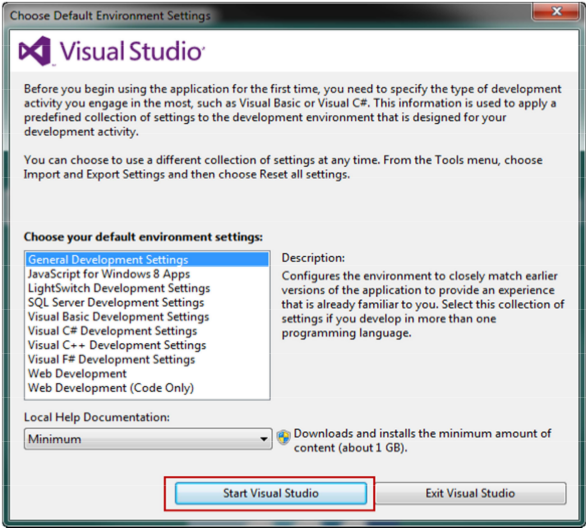 Choose Default Environment Settings
Visual Studio
Before you begin using the application for the first time, you need to specify the type of development
activity you engage in the most, such as Visual Basic or Visual C#. This information is used to apply a
predefined collection of settings to the development environment that is designed for your
development activity.
You can choose to use a different collection of settings at any time. From the Tools menu, choose
Import and Export Settings and then choose Reset all settings.
Choose your default environment settings:
General Development Settings
JavaScript for Windows 8 Apps
LightSwitch Development Settings
SQL Server Development Settings
Visual Basic Development Settings
Visual C# Development Settings
Visual C++ Development Settings
Visual F# Development Settings
Web Development
Web Development (Code Only)
Description:
Configures the environment to closely match earlier
versions of the application to provide an experience
that is already familiar to you. Select this collection of
settings if you develop in more than one
programming language.
Local Help Documentation:
Minimum
Downloads and installs the minimum amount of
content (about 1 GB).
Start Visual Studio
Exit Visual Studio